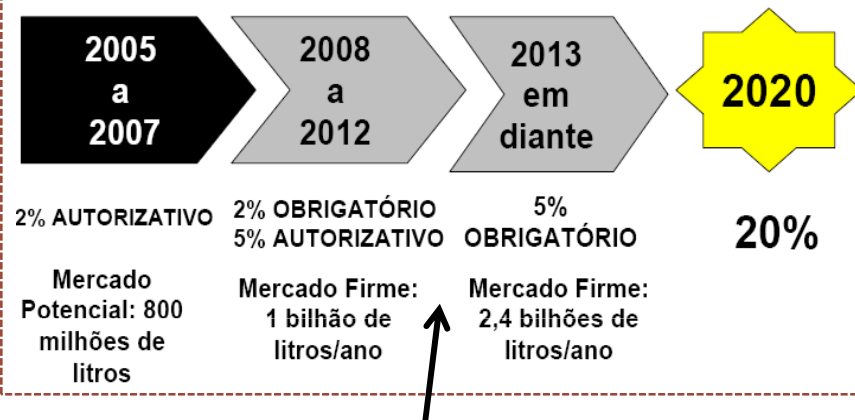 2005
a
2007
2008
a
2012
2013
em
diante
2020
2% AUTORIZATIVO
2% OBRIGATÓRIO
5% AUTORIZATIVO
5%
OBRIGATÓRIO
20%
Mercado
Potencial: 800
milhões de
litros
Mercado Firme:
1 bilhão de
litros/ano
Mercado Firme:
2,4 bilhões de
litros/ano